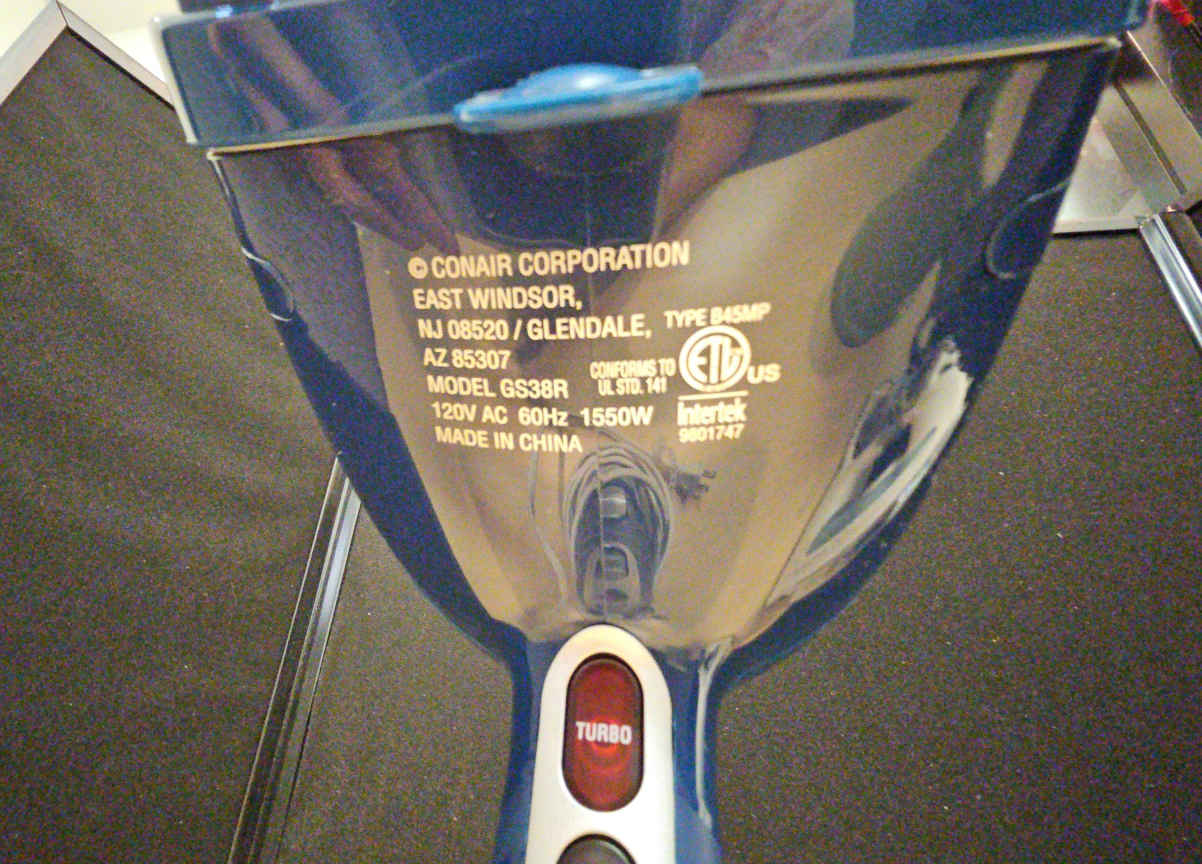 © CONAIR CORPORATION
EAST WINDSOR,
NJ 08520 / GLENDALE,
AZ 85307
MODEL GS38R
120V AC 60Hz 1550W
MADE IN CHINA
TYPE B45MP
CONFORMS TO
UL STD. 141
ETL
US
Intertek
9801747
TURBO